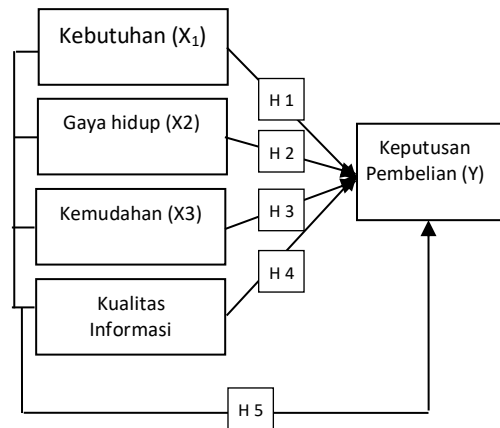 Kebutuhan (X₁)
H 1
Gaya hidup (X2)
H 2
Keputusan
Pembelian (Y)
Kemudahan (X3)
H 3
H 4
Kualitas
Informasi
H 5